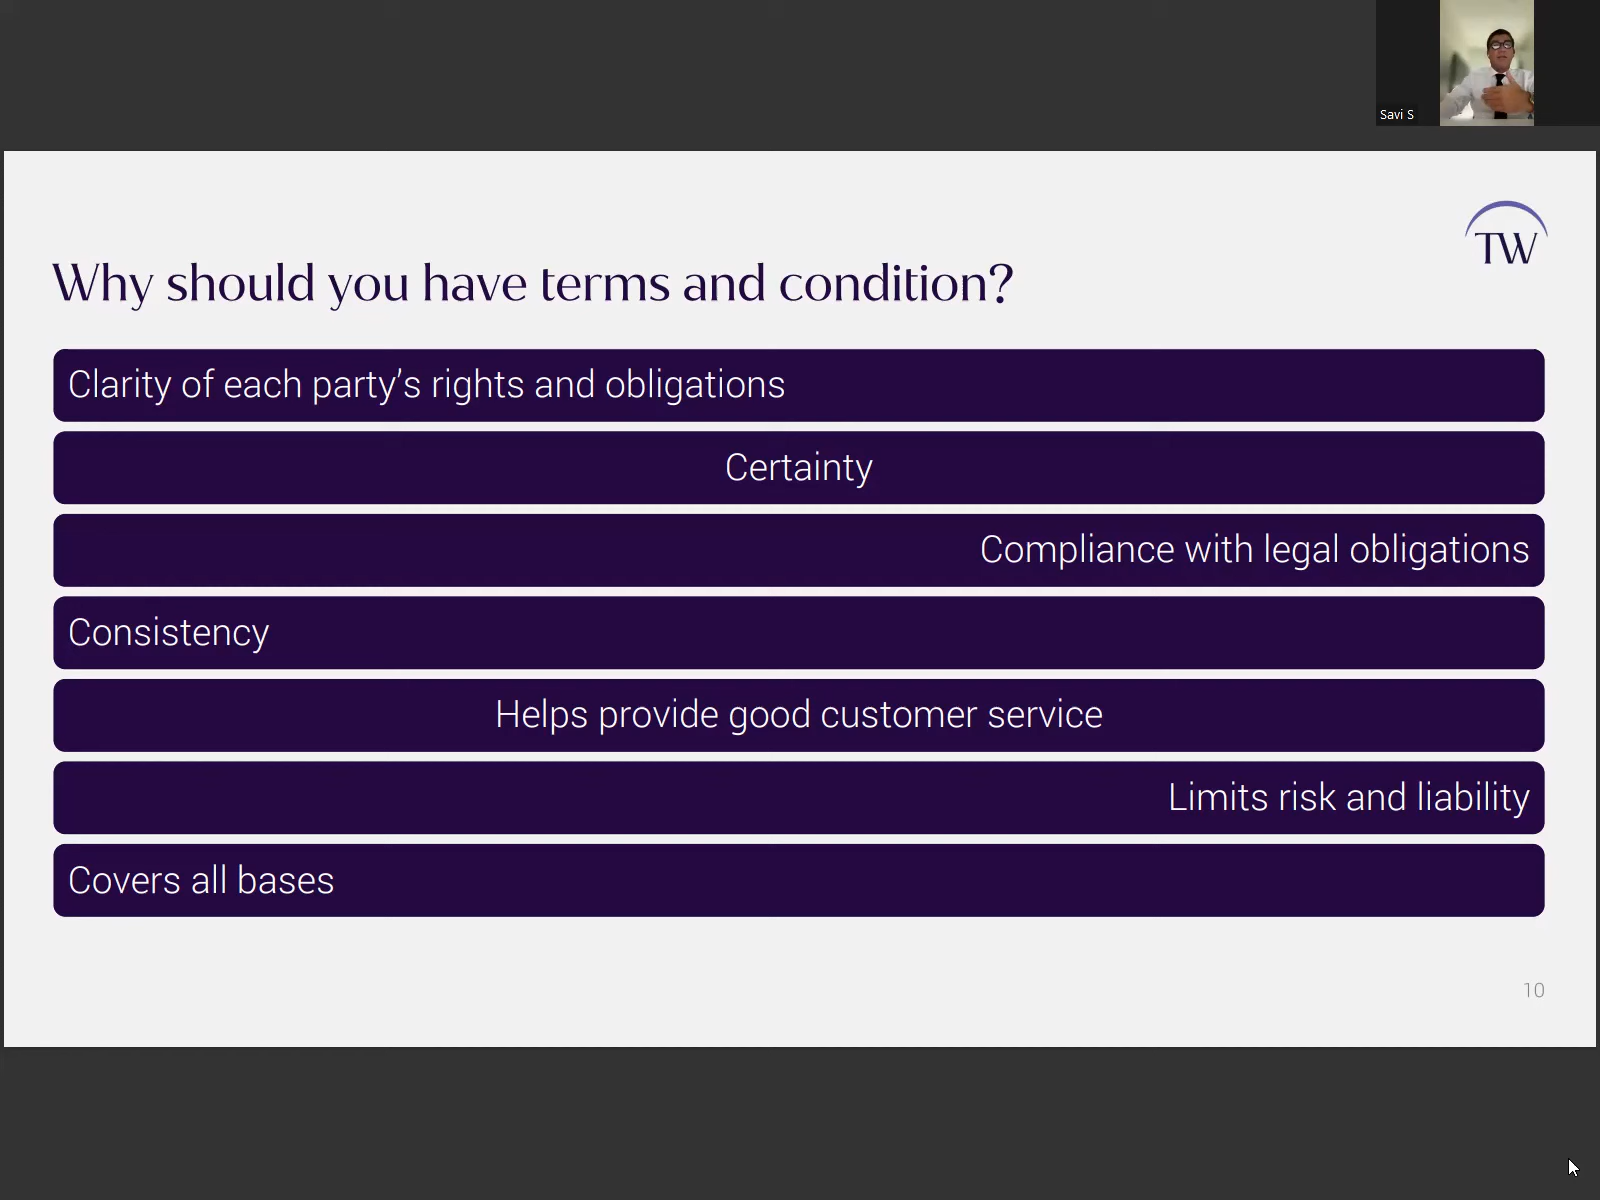 Savi S
TW
Why should you have terms and condition?
Clarity of each party’s rights and obligations
Certainty
Compliance with legal obligations
Consistency
Helps provide good customer service
Limits risk and liability
Covers all bases
10